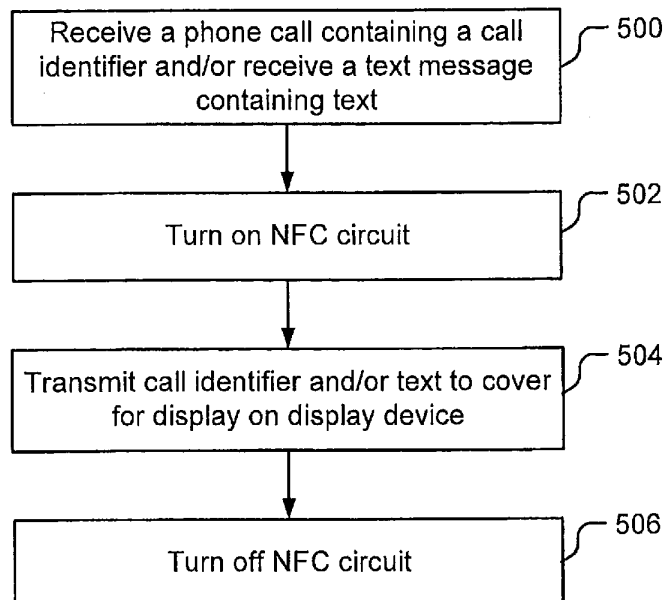 Receive a phone call containing a call
identifier and/or receive a text message
containing text
500
Turn on NFC circuit
502
Transmit call identifier and/or text to cover
for display on display device
504
Turn off NFC circuit
506